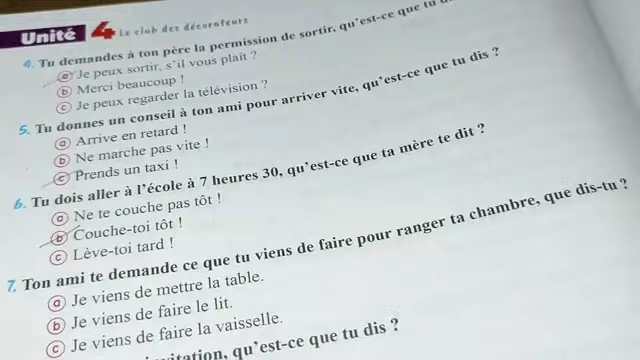 Unité 4 Le club des décorateurs
4. Tu demandes à ton père la permission de sortir, qu'est-ce que tu
a Je peux sortir, s'il vous plaît ?
b Merci beaucoup !
c Je peux regarder la télévision ?
5. Tu donnes un conseil à ton ami pour arriver vite, qu'est-ce que tu dis ?
a Arrive en retard !
b Ne marche pas vite !
c Prends un taxi !
6. Tu dois aller à l'école à 7 heures 30, qu'est-ce que ta mère te dit ?
a Ne te couche pas tôt !
b Couche-toi tôt !
c Lève-toi tard !
7. Ton ami te demande ce que tu viens de faire pour ranger ta chambre, que dis-tu ?
a Je viens de mettre la table.
b Je viens de faire le lit.
c Je viens de faire la vaisselle.
qu'est-ce que tu dis ?